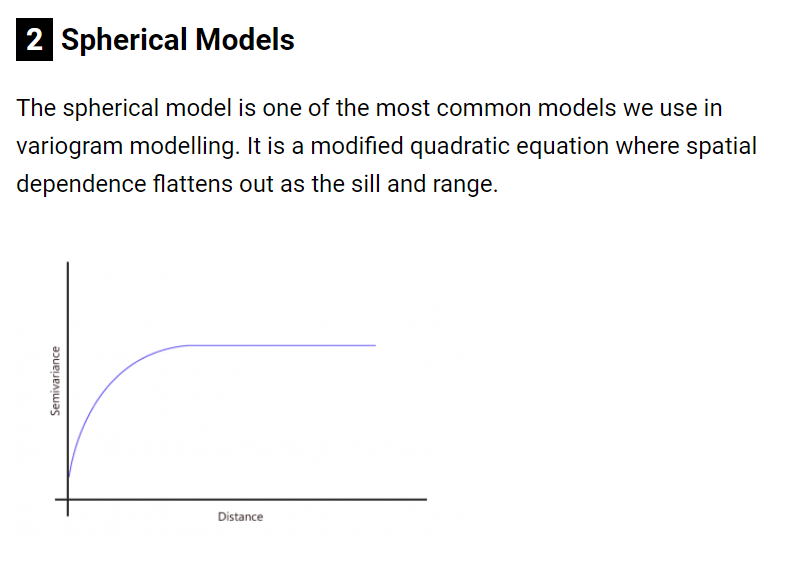 2 Spherical Models
The spherical model is one of the most common models we use in
variogram modelling. It is a modified quadratic equation where spatial
dependence flattens out as the sill and range.
Semivariance
Distance